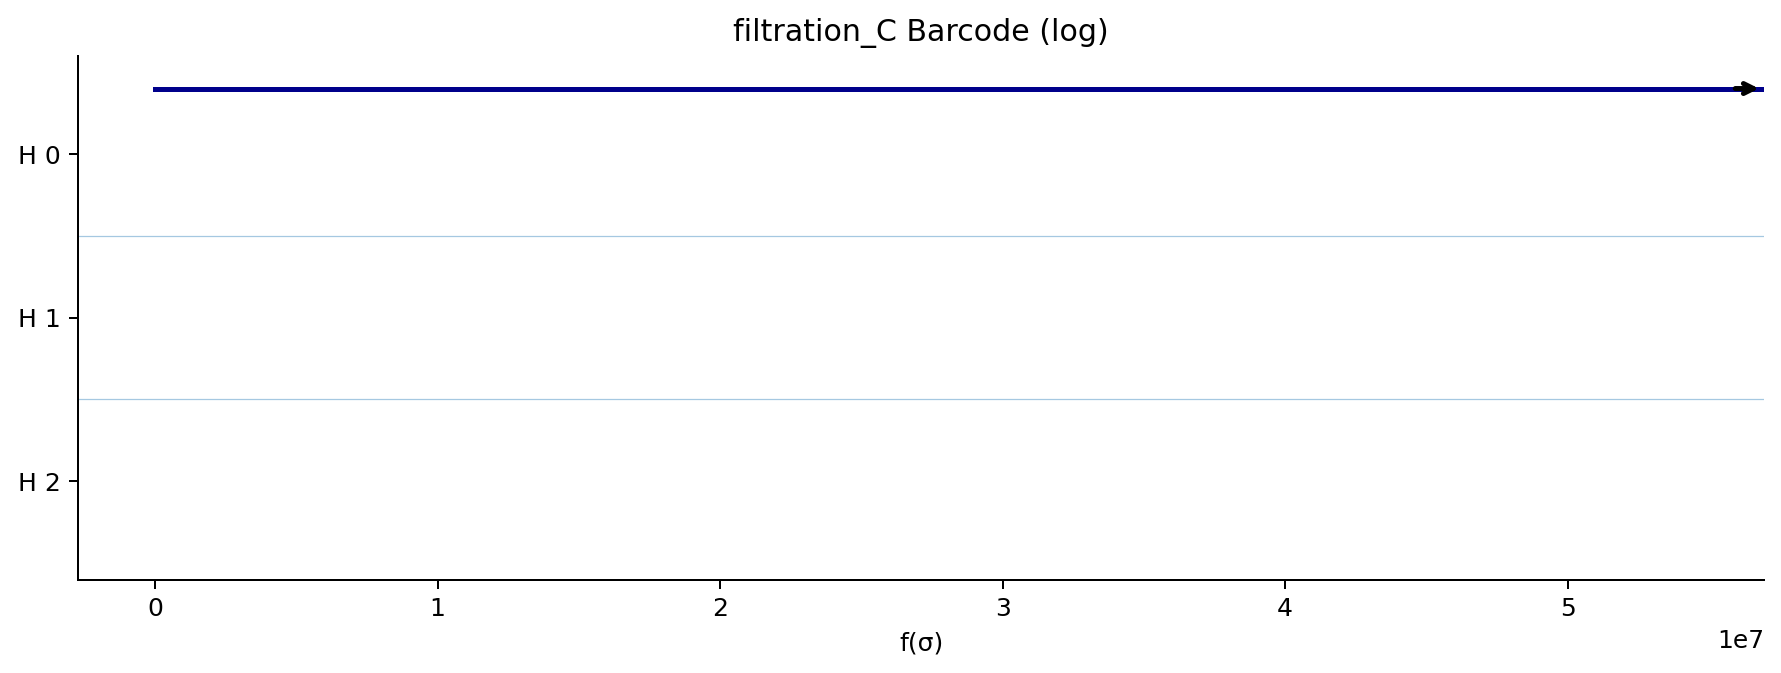 filtration_C Barcode (log)
H 0
H 1
H 2
0 1 2 3 4 5
f(σ)
1e7